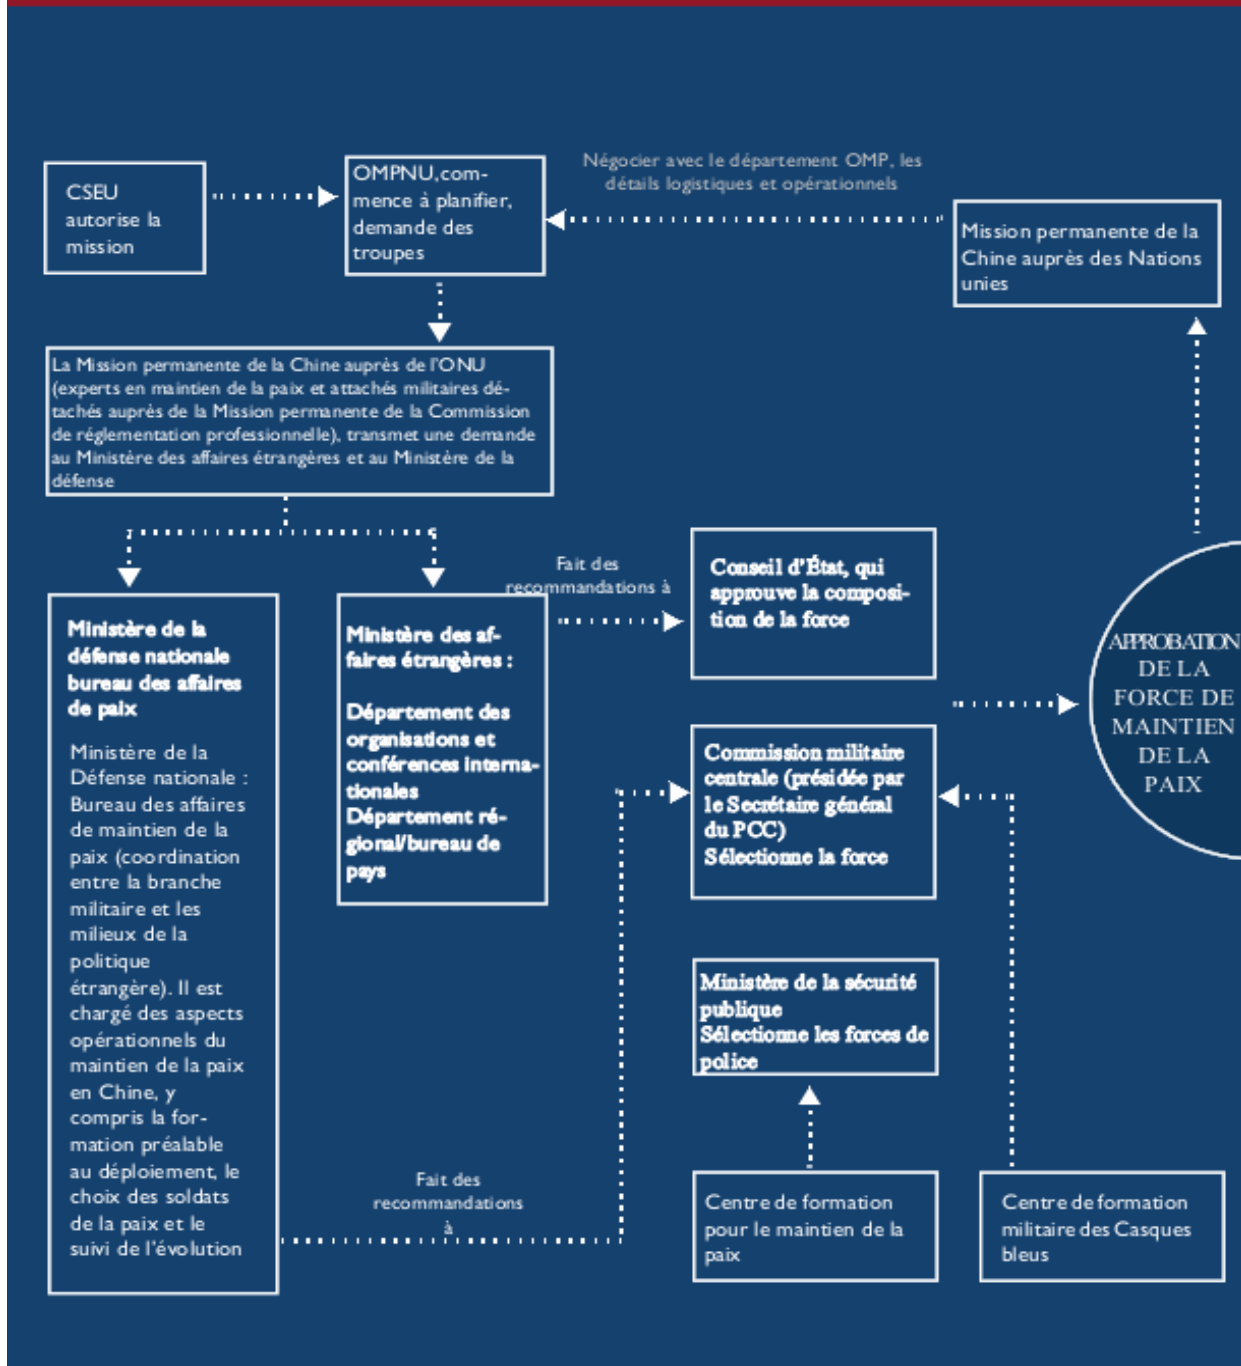 CSEU
autorise la
mission
OMPNU,com-
mence à planifier,
demande des
troupes
Négocier avec le département OMP, les
détails logistiques et opérationnels
Mission permanente de la
Chine auprès des Nations
unies
La Mission permanente de la Chine auprès de l'ONU
(experts en maintien de la paix et attachés militaires dé-
tachés auprès de la Mission permanente de la Commission
de réglementation professionnelle), transmet une demande
au Ministère des affaires étrangères et au Ministère de la
défense
Ministère de la
défense nationale
bureau des affaires
de paix
Ministère de la
Défense nationale :
Bureau des affaires
de maintien de la
paix (coordination
entre la branche
militaire et les
milieux de la
politique
étrangère). Il est
chargé des aspects
opérationnels du
maintien de la paix
en Chine, y
compris la for-
mation préalable
au déploiement, le
choix des soldats
de la paix et le
suivi de l'évolution
Ministère des af-
faires étrangères :
Département des
organisations et
conférences interna-
tionales
Département ré-
gional/bureau de
pays
Fait des
recommandations à
Conseil d'État, qui
approuve la composi-
tion de la force
Commission militaire
centrale (présidée par
le Secrétaire général
du PCC)
Sélectionne la force
APPROBATION
DE LA
FORCE DE
MAINTIEN
DE LA
PAIX
Ministère de la sécurité
publique
Sélectionne les forces de
police
Fait des
recommandations
à
Centre de formation
pour le maintien de la
paix
Centre de formation
militaire des Casques
bleus